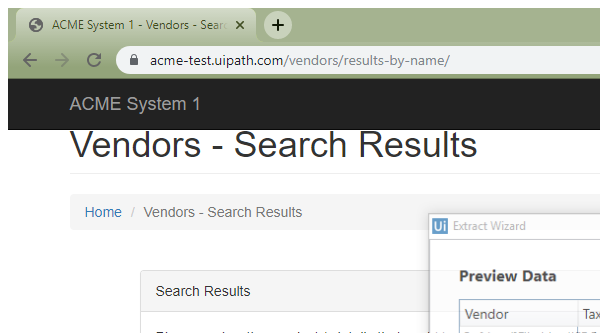 ACME System 1 - Vendors - Sear
acme-test.uipath.com/vendors/results-by-name/
ACME System 1
Vendors - Search Results
Home / Vendors - Search Results
Ui Extract Wizard
Preview Data
Search Results
Vendor Tax